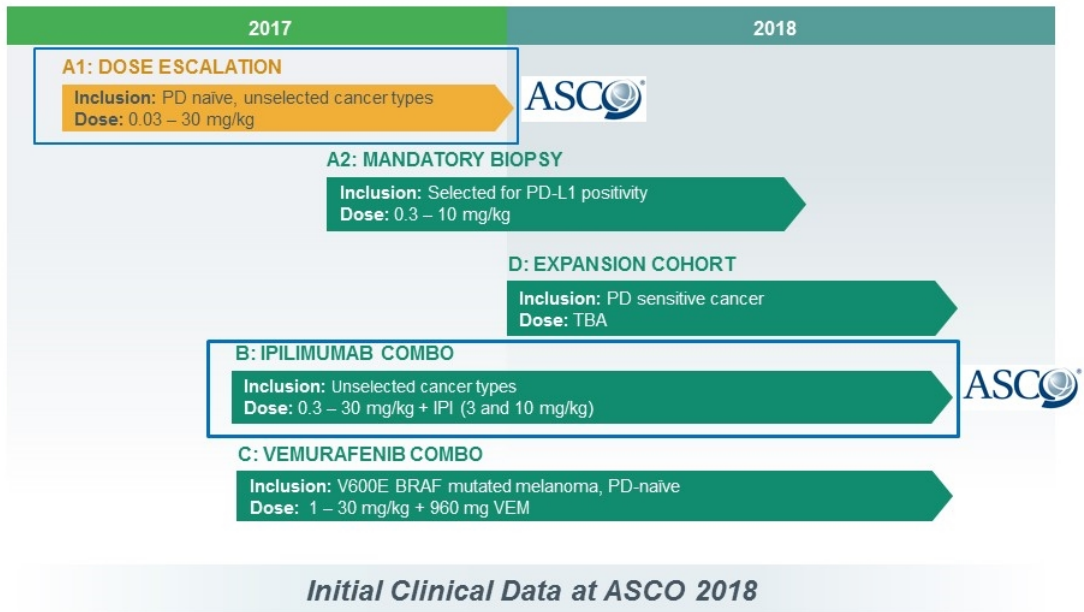 2017
2018
A1: DOSE ESCALATION
Inclusion: PD naïve, unselected cancer types
Dose: 0.03 – 30 mg/kg
ASCO®
A2: MANDATORY BIOPSY
Inclusion: Selected for PD-L1 positivity
Dose: 0.3 – 10 mg/kg
D: EXPANSION COHORT
Inclusion: PD sensitive cancer
Dose: TBA
B: IPILIMUMAB COMBO
Inclusion: Unselected cancer types
Dose: 0.3 – 30 mg/kg + IPI (3 and 10 mg/kg)
ASCO®
C: VEMURAFENIB COMBO
Inclusion: V600E BRAF mutated melanoma, PD-naïve
Dose: 1 – 30 mg/kg + 960 mg VEM
Initial Clinical Data at ASCO 2018